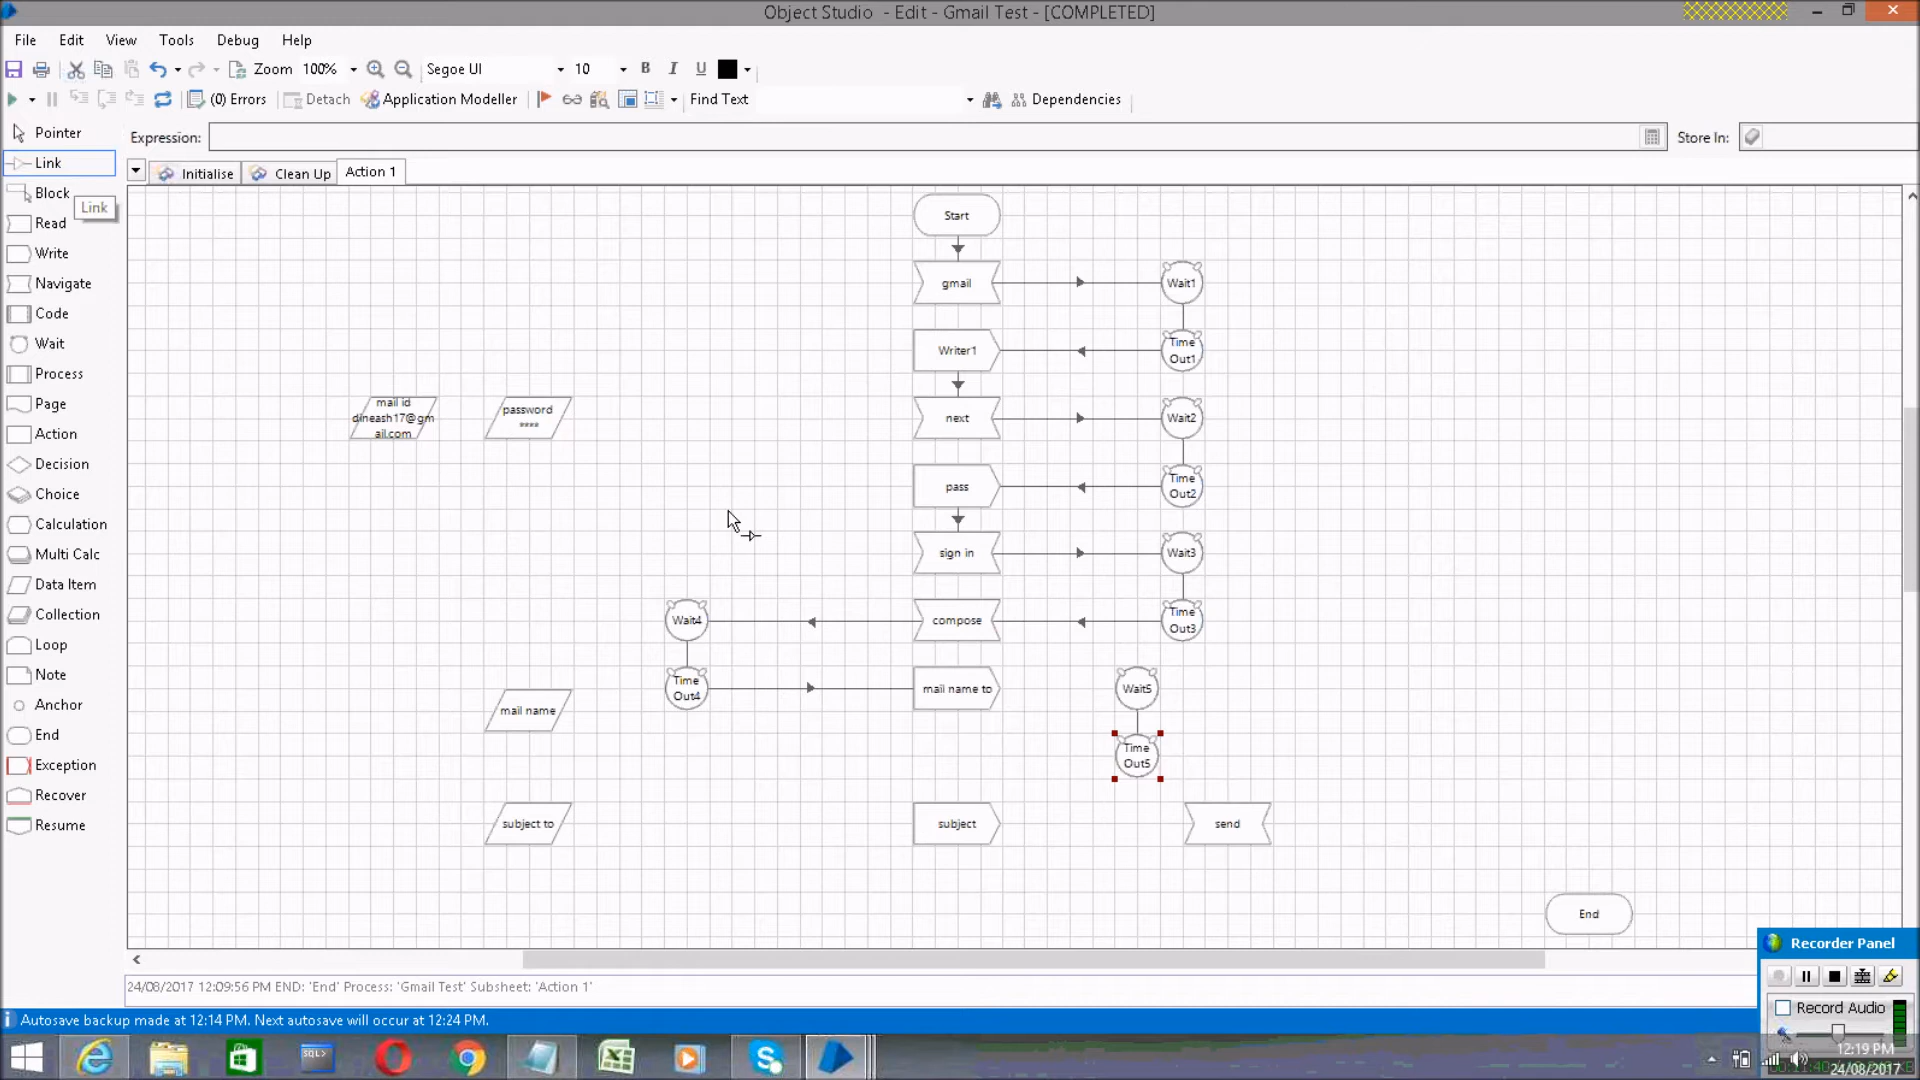 Object Studio - Edit - Gmail Test - [COMPLETED]
File Edit View Tools Debug Help
Zoom 100% Segoe UI 10 B I U
(0) Errors Detach Application Modeller Find Text Dependencies
Pointer
Expression:
Store In:
Link
Initialise Clean Up Action 1
Block
Link
Read
Write
Navigate
Code
Wait
Process
Page
Action
Decision
Choice
Calculation
Multi Calc
Data Item
Collection
Loop
Note
Anchor
End
Exception
Recover
Resume
Start
gmail
Wait1
Writer1
Time
Out1
mail id
dineash17@gm
ail.com
password
****
next
Wait2
pass
Time
Out2
sign in
Wait3
Wait4
compose
Time
Out3
Time
Out4
mail name to
Wait5
mail name
Time
Out5
subject to
subject
send
End
24/08/2017 12:09:56 PM END: 'End' Process: 'Gmail Test' Subsheet: 'Action 1'
Autosave backup made at 12:14 PM. Next autosave will occur at 12:24 PM.
Recorder Panel
Record Audio
SQL
12:19 PM
24/08/2017